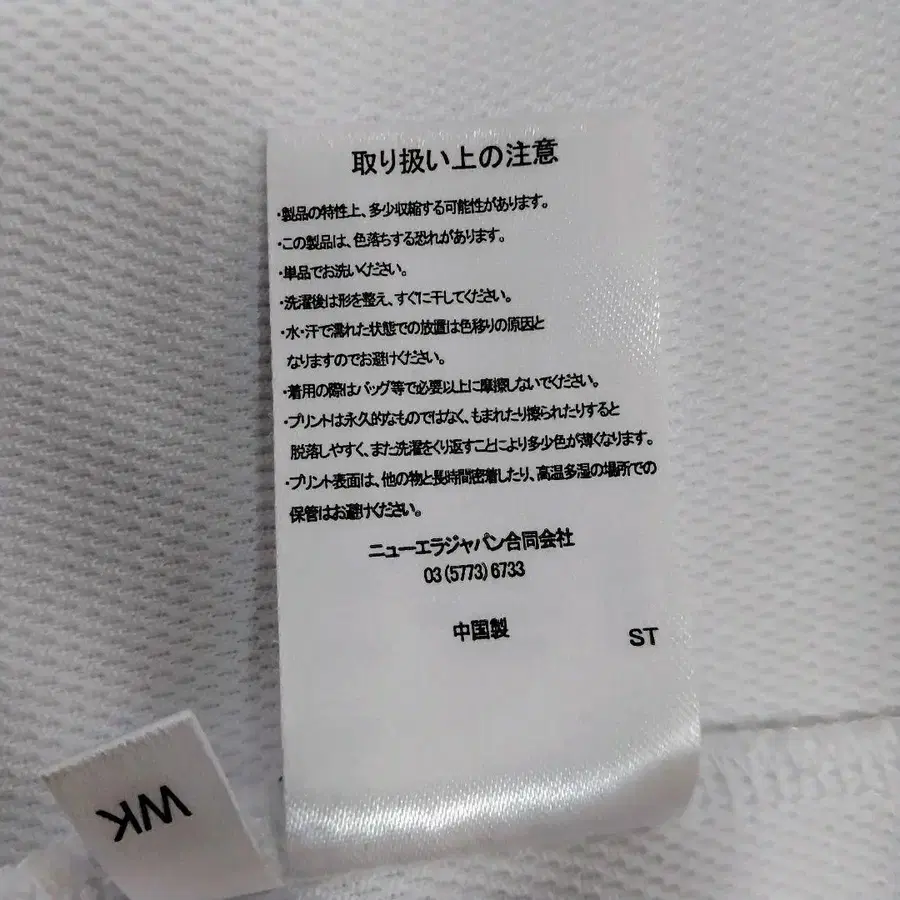 取り扱い上の注意
・製品の特性上、多少収縮する可能性があります。
・この製品は、色落ちする恐れがあります。
・単品でお洗いください。
・洗濯後は形を整え、すぐに干してください。
・水・汗で濡れた状態での放置は色移りの原因と
なりますのでお避けください。
・着用の際はバッグ等で必要以上に摩擦しないでください。
・プリントは永久的なものではなく、もまれたり擦られたりすると
脱落しやすく、また洗濯をくり返すことにより多少色が薄くなります。
・プリント表面は、他の物と長時間密着したり、高温多湿の場所での
保管はお避けください。
ニューエラジャパン合同会社
03(5773)6733
中国製
ST
WK